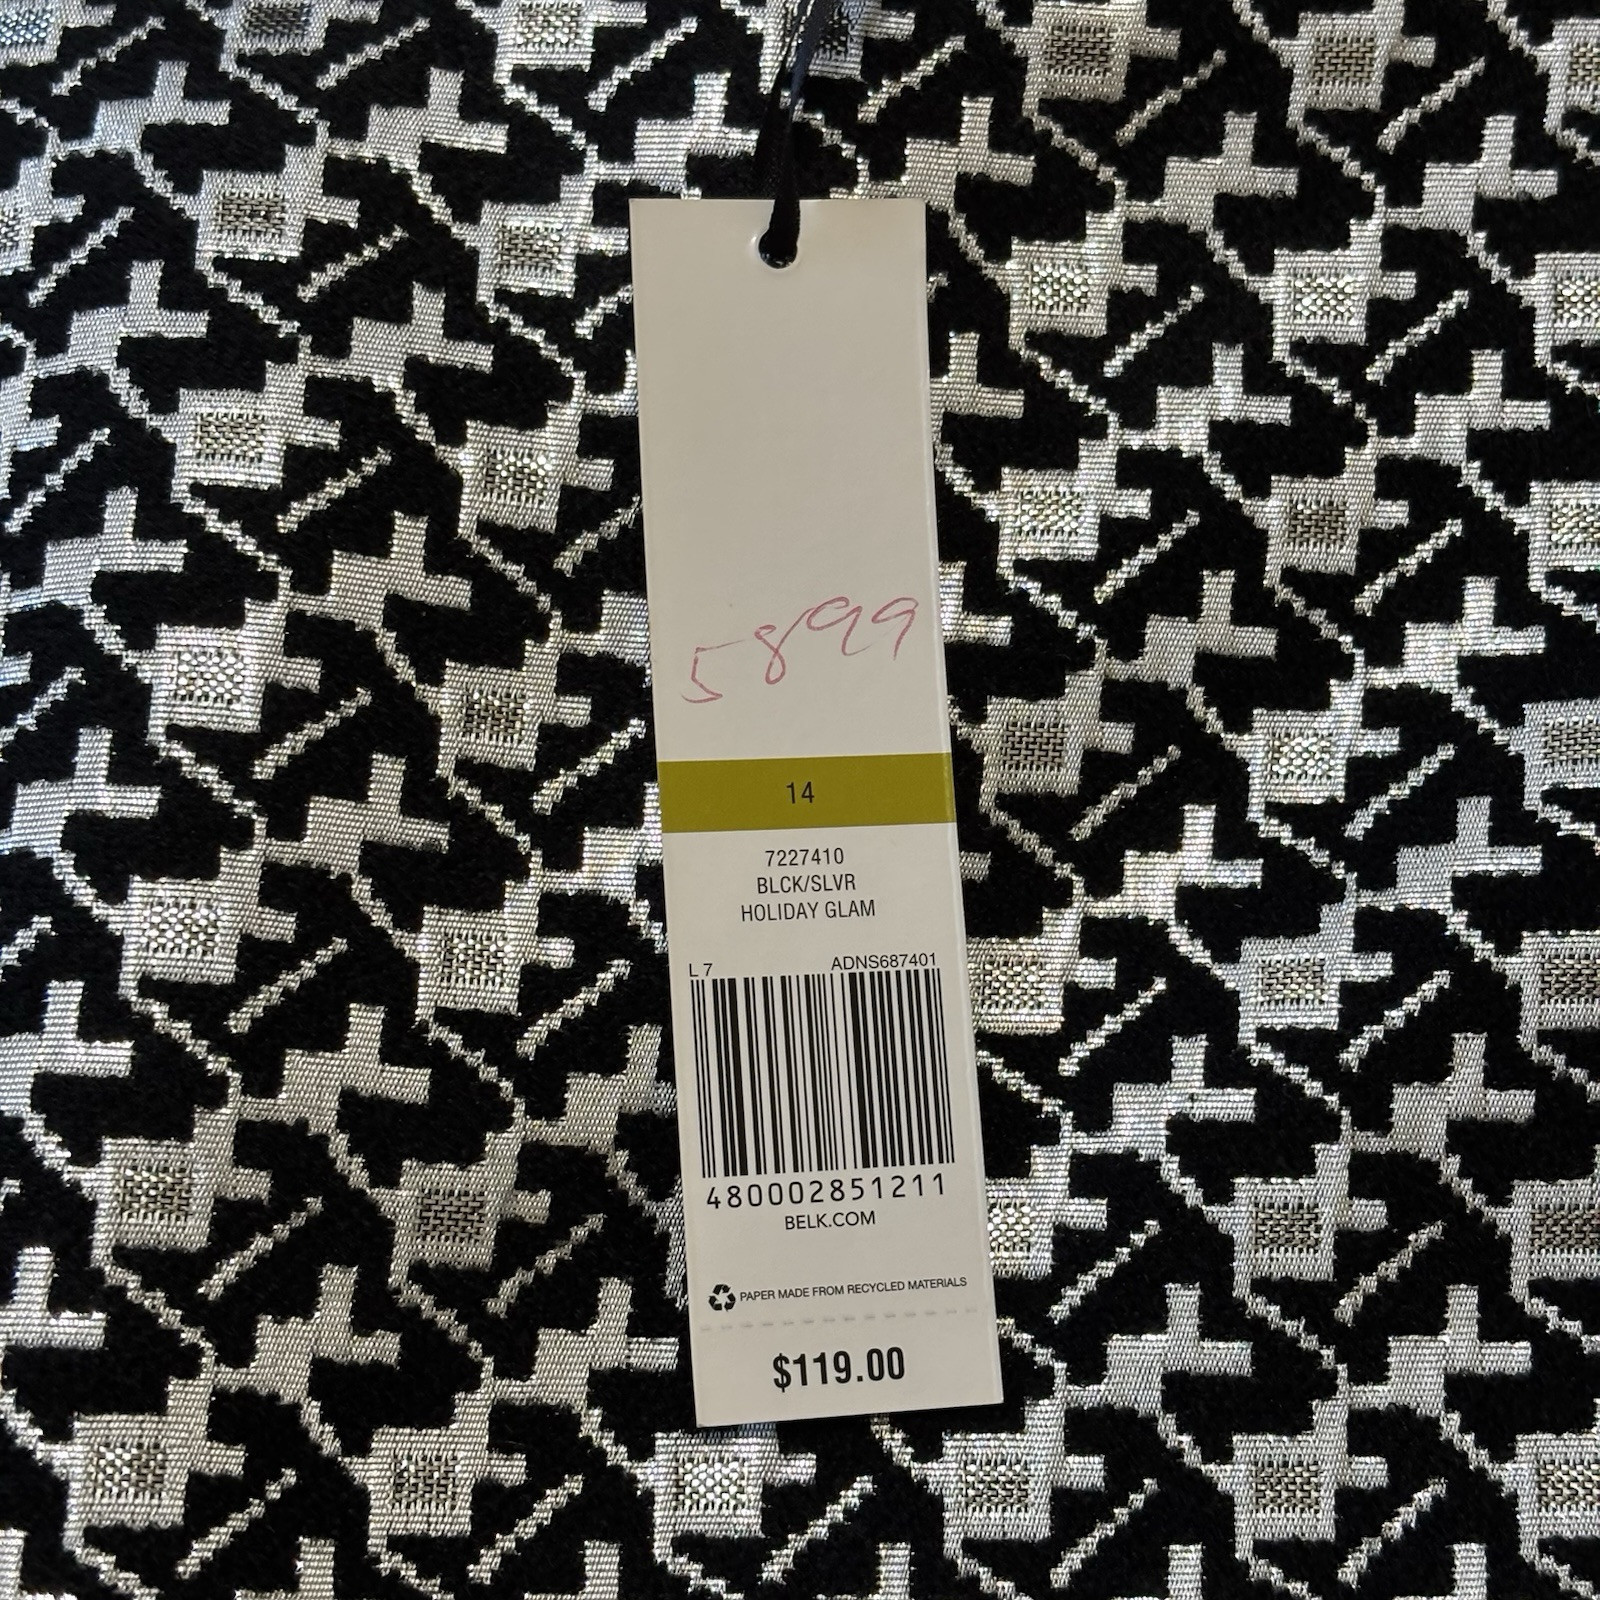 5899
14
7227410
BLCK/SLVR
HOLIDAY GLAM
L 7 ADNS687401
480002851211
BELK.COM
PAPER MADE FROM RECYCLED MATERIALS
$119.00